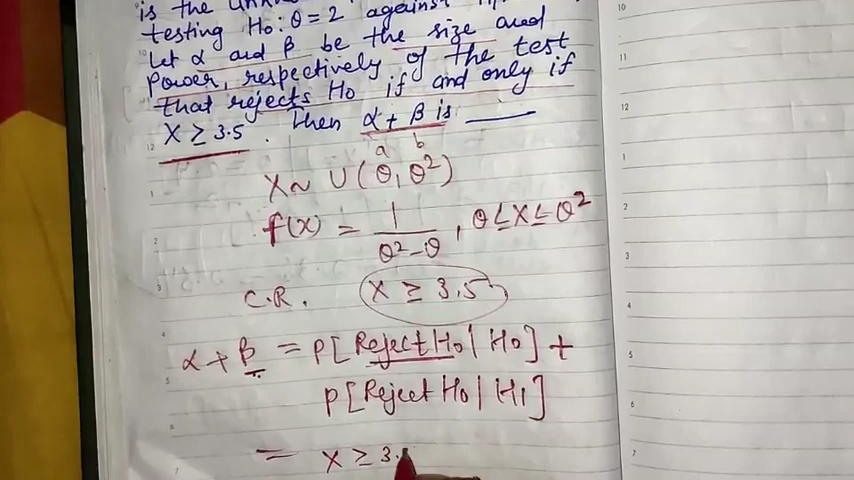 is the
testing H₀: θ = 2 against
Let α and β be the size and
Power, respectively of the test
that rejects H₀ if and only if
X ≥ 3.5 . Then α + β is ____
a b
X ~ U(θ, θ²)
f(x) = 1/(θ² - θ) , θ ≤ X ≤ θ²
C.R. X ≥ 3.5
α + β = P[Reject H₀ | H₀] +
P[Reject H₀ | H₁]
= X ≥ 3.